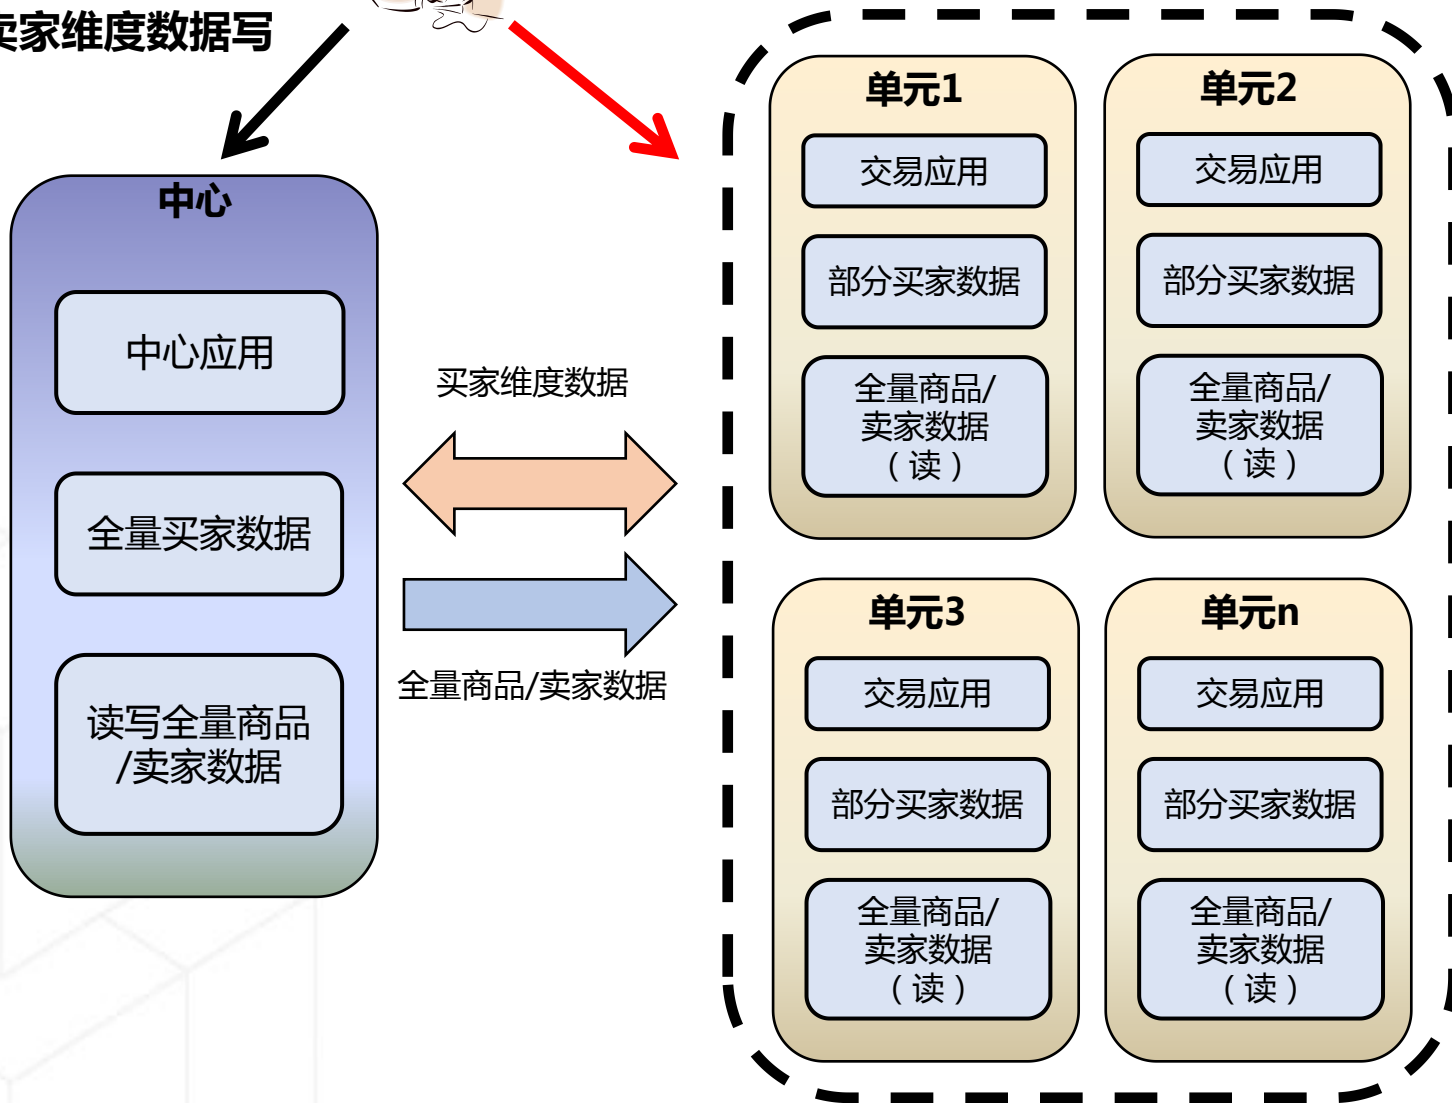 卖家维度数据写
中心
中心应用
全量买家数据
读写全量商品
/卖家数据
买家维度数据
全量商品/卖家数据
单元1
交易应用
部分买家数据
全量商品/
卖家数据
（读）
单元2
交易应用
部分买家数据
全量商品/
卖家数据
（读）
单元3
交易应用
部分买家数据
全量商品/
卖家数据
（读）
单元n
交易应用
部分买家数据
全量商品/
卖家数据
（读）